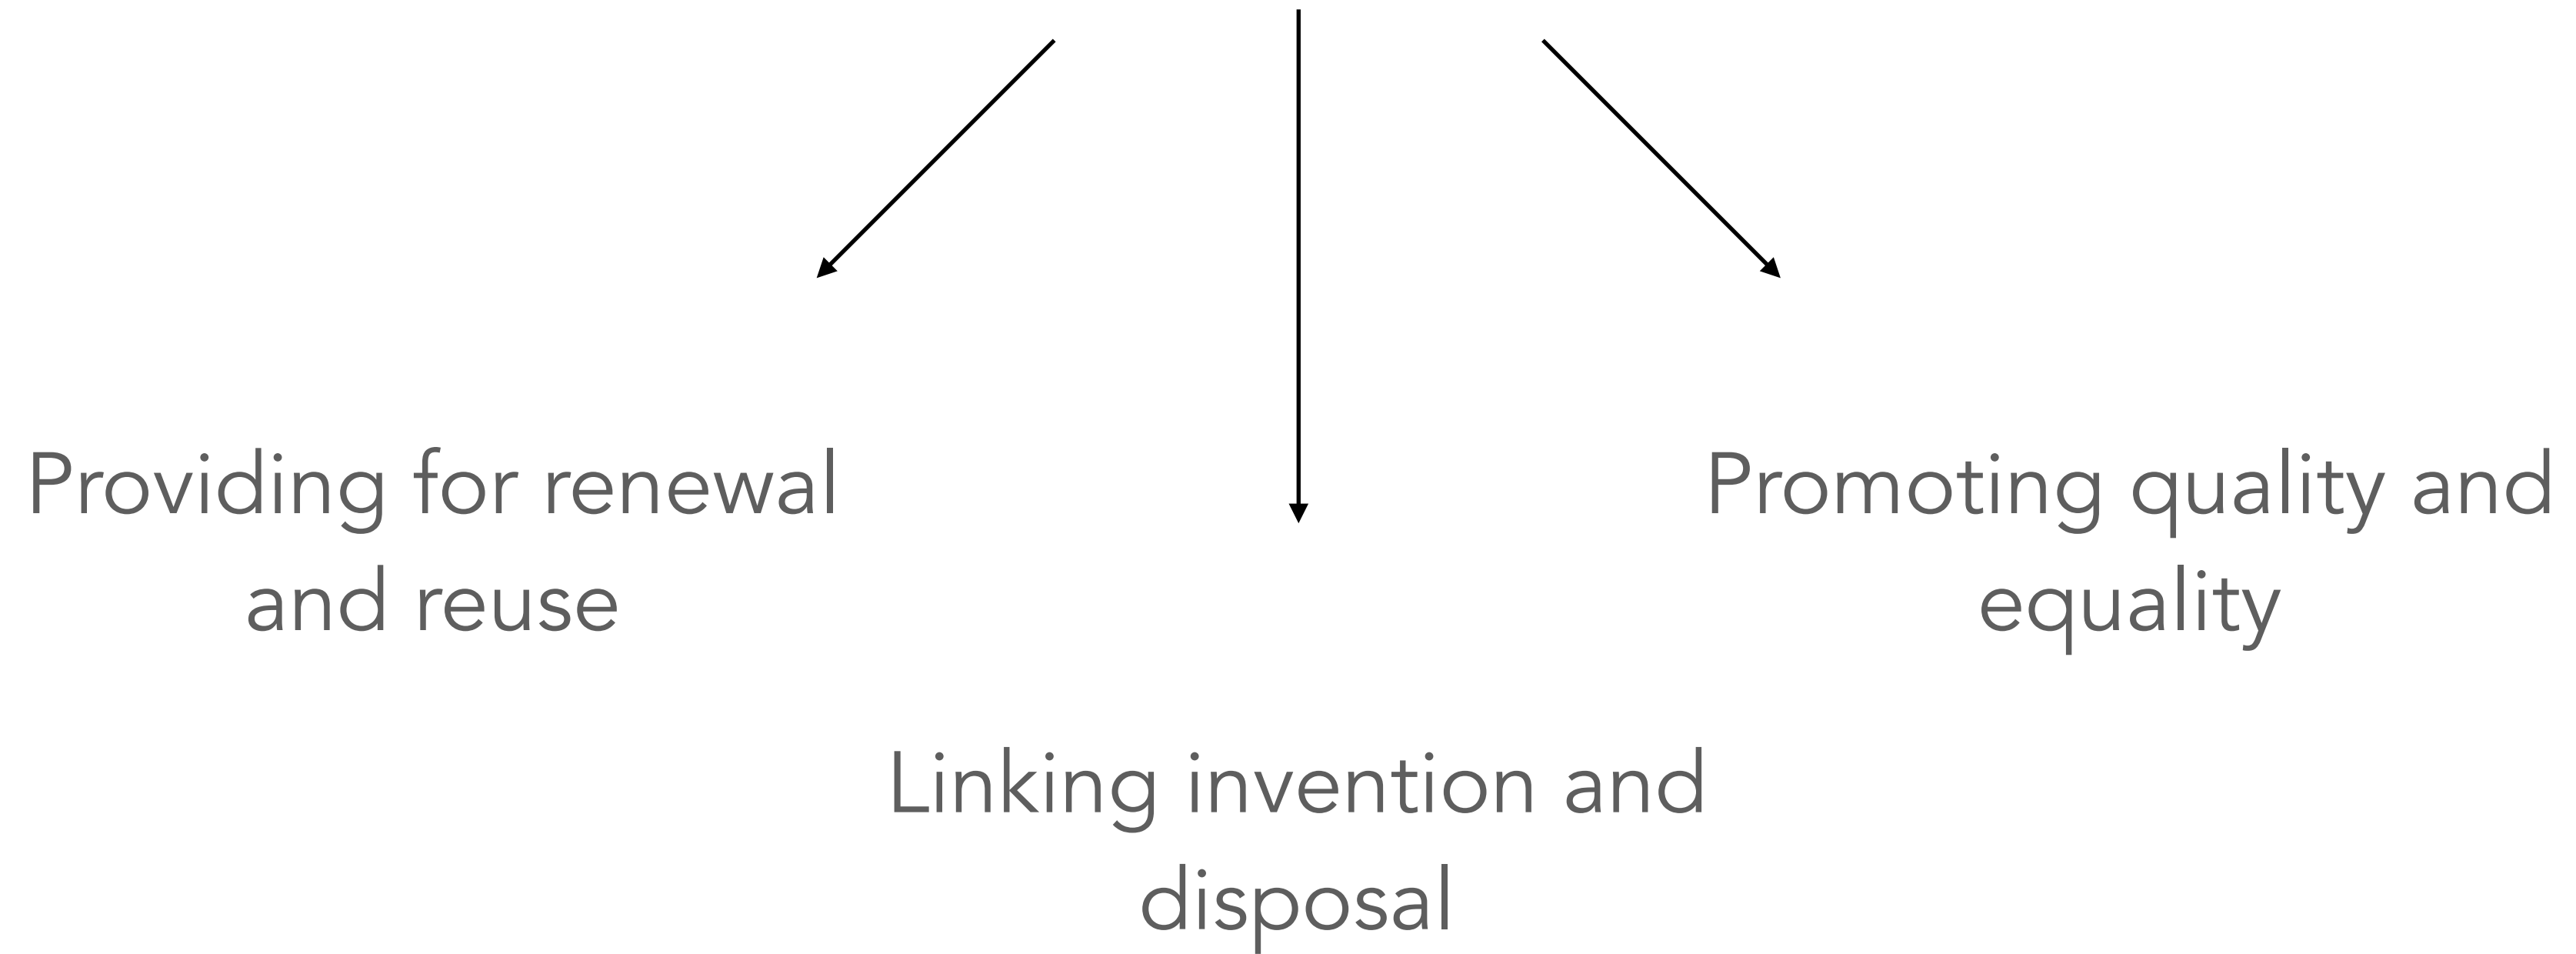 Providing for renewal
and reuse
Linking invention and
disposal
Promoting quality and
equality